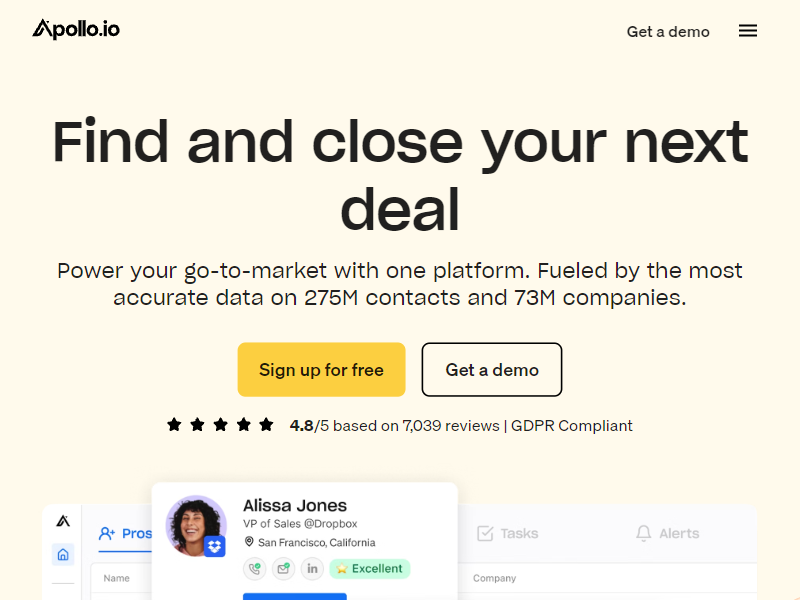 Apollo.io
Get a demo
Find and close your next
deal
Power your go-to-market with one platform. Fueled by the most
accurate data on 275M contacts and 73M companies.
Sign up for free
Get a demo
4.8/5 based on 7,039 reviews | GDPR Compliant
Alissa Jones
VP of Sales @Dropbox
San Francisco, California
in
Excellent
Pros
Tasks
Alerts
Name
Company